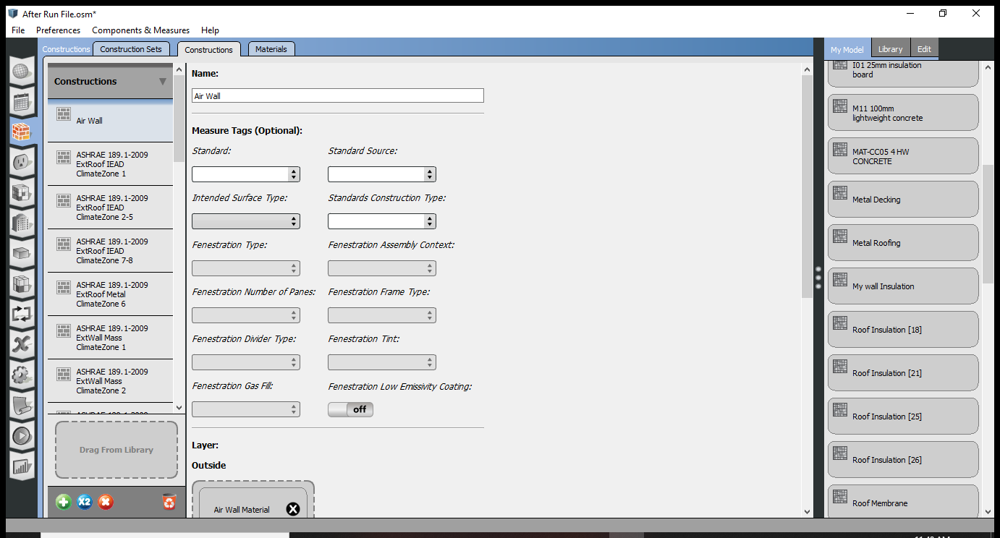 After Run File.osm*
File Preferences Components & Measures Help
Constructions Construction Sets Constructions Materials
My Model Library Edit
Constructions
Air Wall
ASHRAE 189.1-2009
ExtRoof IEAD
ClimateZone 1
ASHRAE 189.1-2009
ExtRoof IEAD
ClimateZone 2-5
ASHRAE 189.1-2009
ExtRoof IEAD
ClimateZone 7-8
ASHRAE 189.1-2009
ExtRoof Metal
ClimateZone 6
ASHRAE 189.1-2009
ExtWall Mass
ClimateZone 1
ASHRAE 189.1-2009
ExtWall Mass
ClimateZone 2
Drag From Library
X2
Name:
Air Wall
Measure Tags (Optional):
Standard: Standard Source:
Intended Surface Type: Standards Construction Type:
Fenestration Type: Fenestration Assembly Context:
Fenestration Number of Panes: Fenestration Frame Type:
Fenestration Divider Type: Fenestration Tint:
Fenestration Gas Fill: Fenestration Low Emissivity Coating:
off
Layer:
Outside
Air Wall Material
I01 25mm insulation
board
M11 100mm
lightweight concrete
MAT-CC05 4 HW
CONCRETE
Metal Decking
Metal Roofing
My wall Insulation
Roof Insulation [18]
Roof Insulation [21]
Roof Insulation [25]
Roof Insulation [26]
Roof Membrane